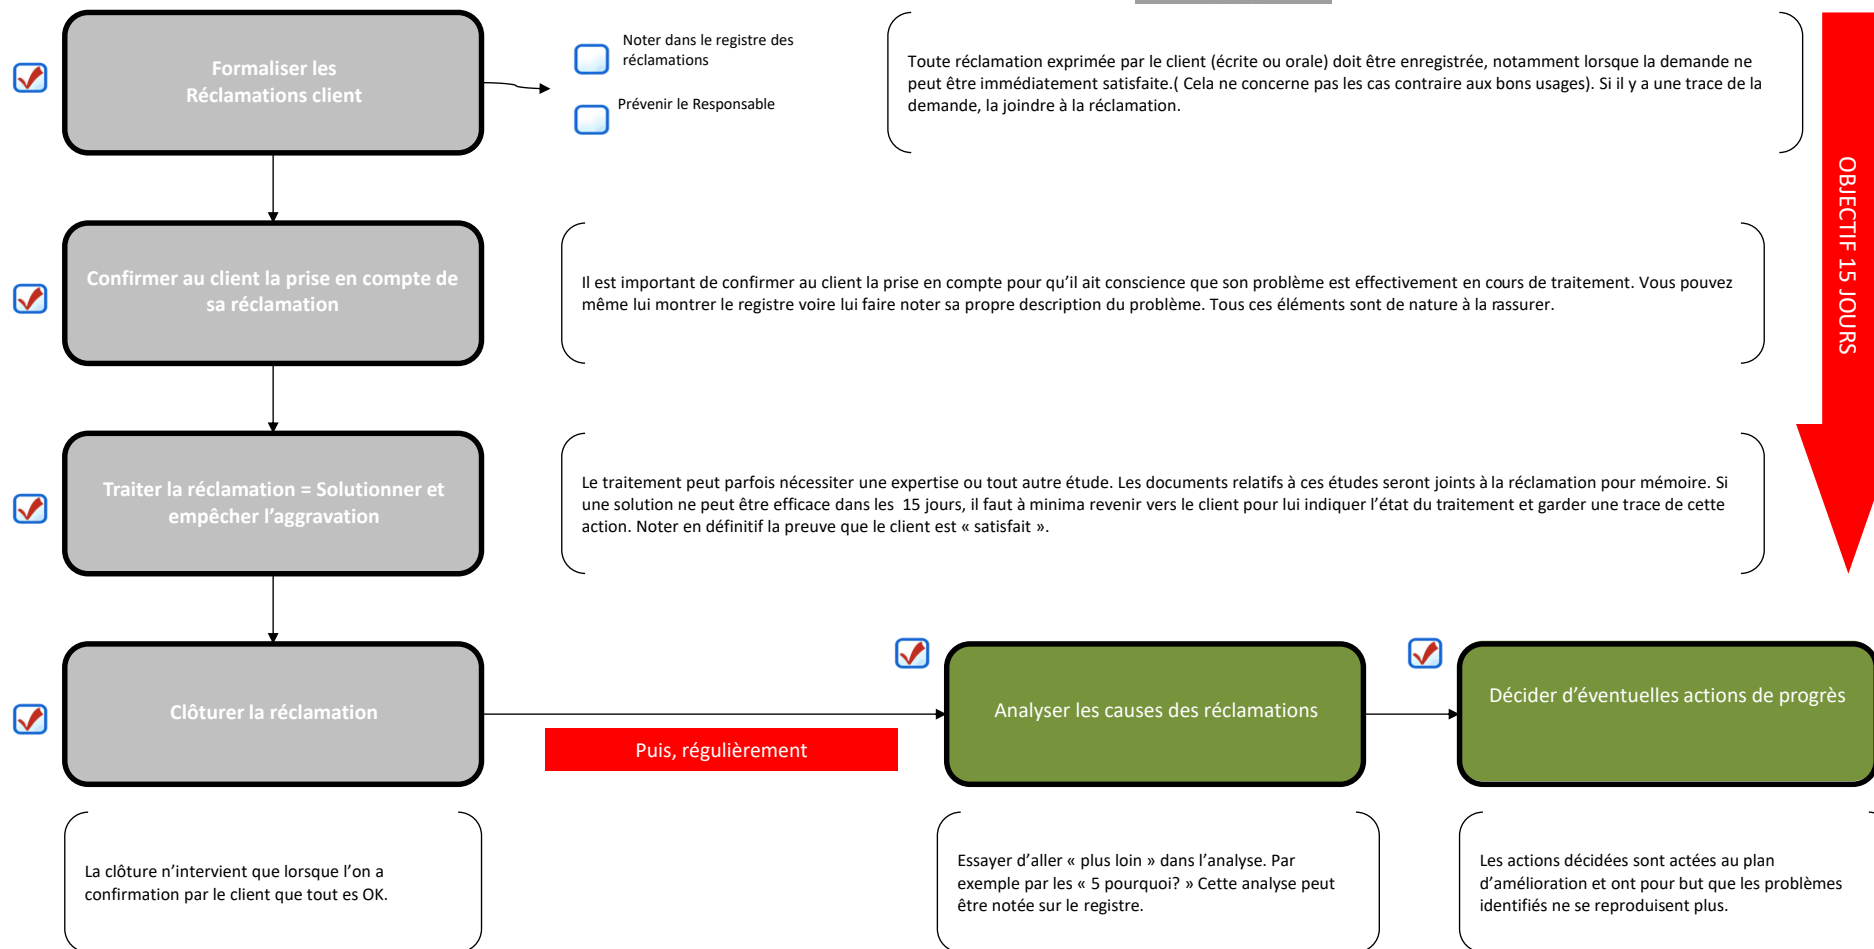 Formaliser les
Réclamations client
Noter dans le registre des
réclamations
Prévenir le Responsable
Toute réclamation exprimée par le client (écrite ou orale) doit être enregistrée, notamment lorsque la demande ne
peut être immédiatement satisfaite.( Cela ne concerne pas les cas contraire aux bons usages). Si il y a une trace de la
demande, la joindre à la réclamation.
OBJECTIF 15 JOURS
Confirmer au client la prise en compte de
sa réclamation
Il est important de confirmer au client la prise en compte pour qu’il ait conscience que son problème est effectivement en cours de traitement. Vous pouvez
même lui montrer le registre voire lui faire noter sa propre description du problème. Tous ces éléments sont de nature à la rassurer.
Traiter la réclamation = Solutionner et
empêcher l’aggravation
Le traitement peut parfois nécessiter une expertise ou tout autre étude. Les documents relatifs à ces études seront joints à la réclamation pour mémoire. Si
une solution ne peut être efficace dans les 15 jours, il faut à minima revenir vers le client pour lui indiquer l’état du traitement et garder une trace de cette
action. Noter en définitif la preuve que le client est « satisfait ».
Clôturer la réclamation
Puis, régulièrement
Analyser les causes des réclamations
Décider d’éventuelles actions de progrès
La clôture n’intervient que lorsque l’on a
confirmation par le client que tout es OK.
Essayer d’aller « plus loin » dans l’analyse. Par
exemple par les « 5 pourquoi? » Cette analyse peut
être notée sur le registre.
Les actions décidées sont actées au plan
d’amélioration et ont pour but que les problèmes
identifiés ne se reproduisent plus.